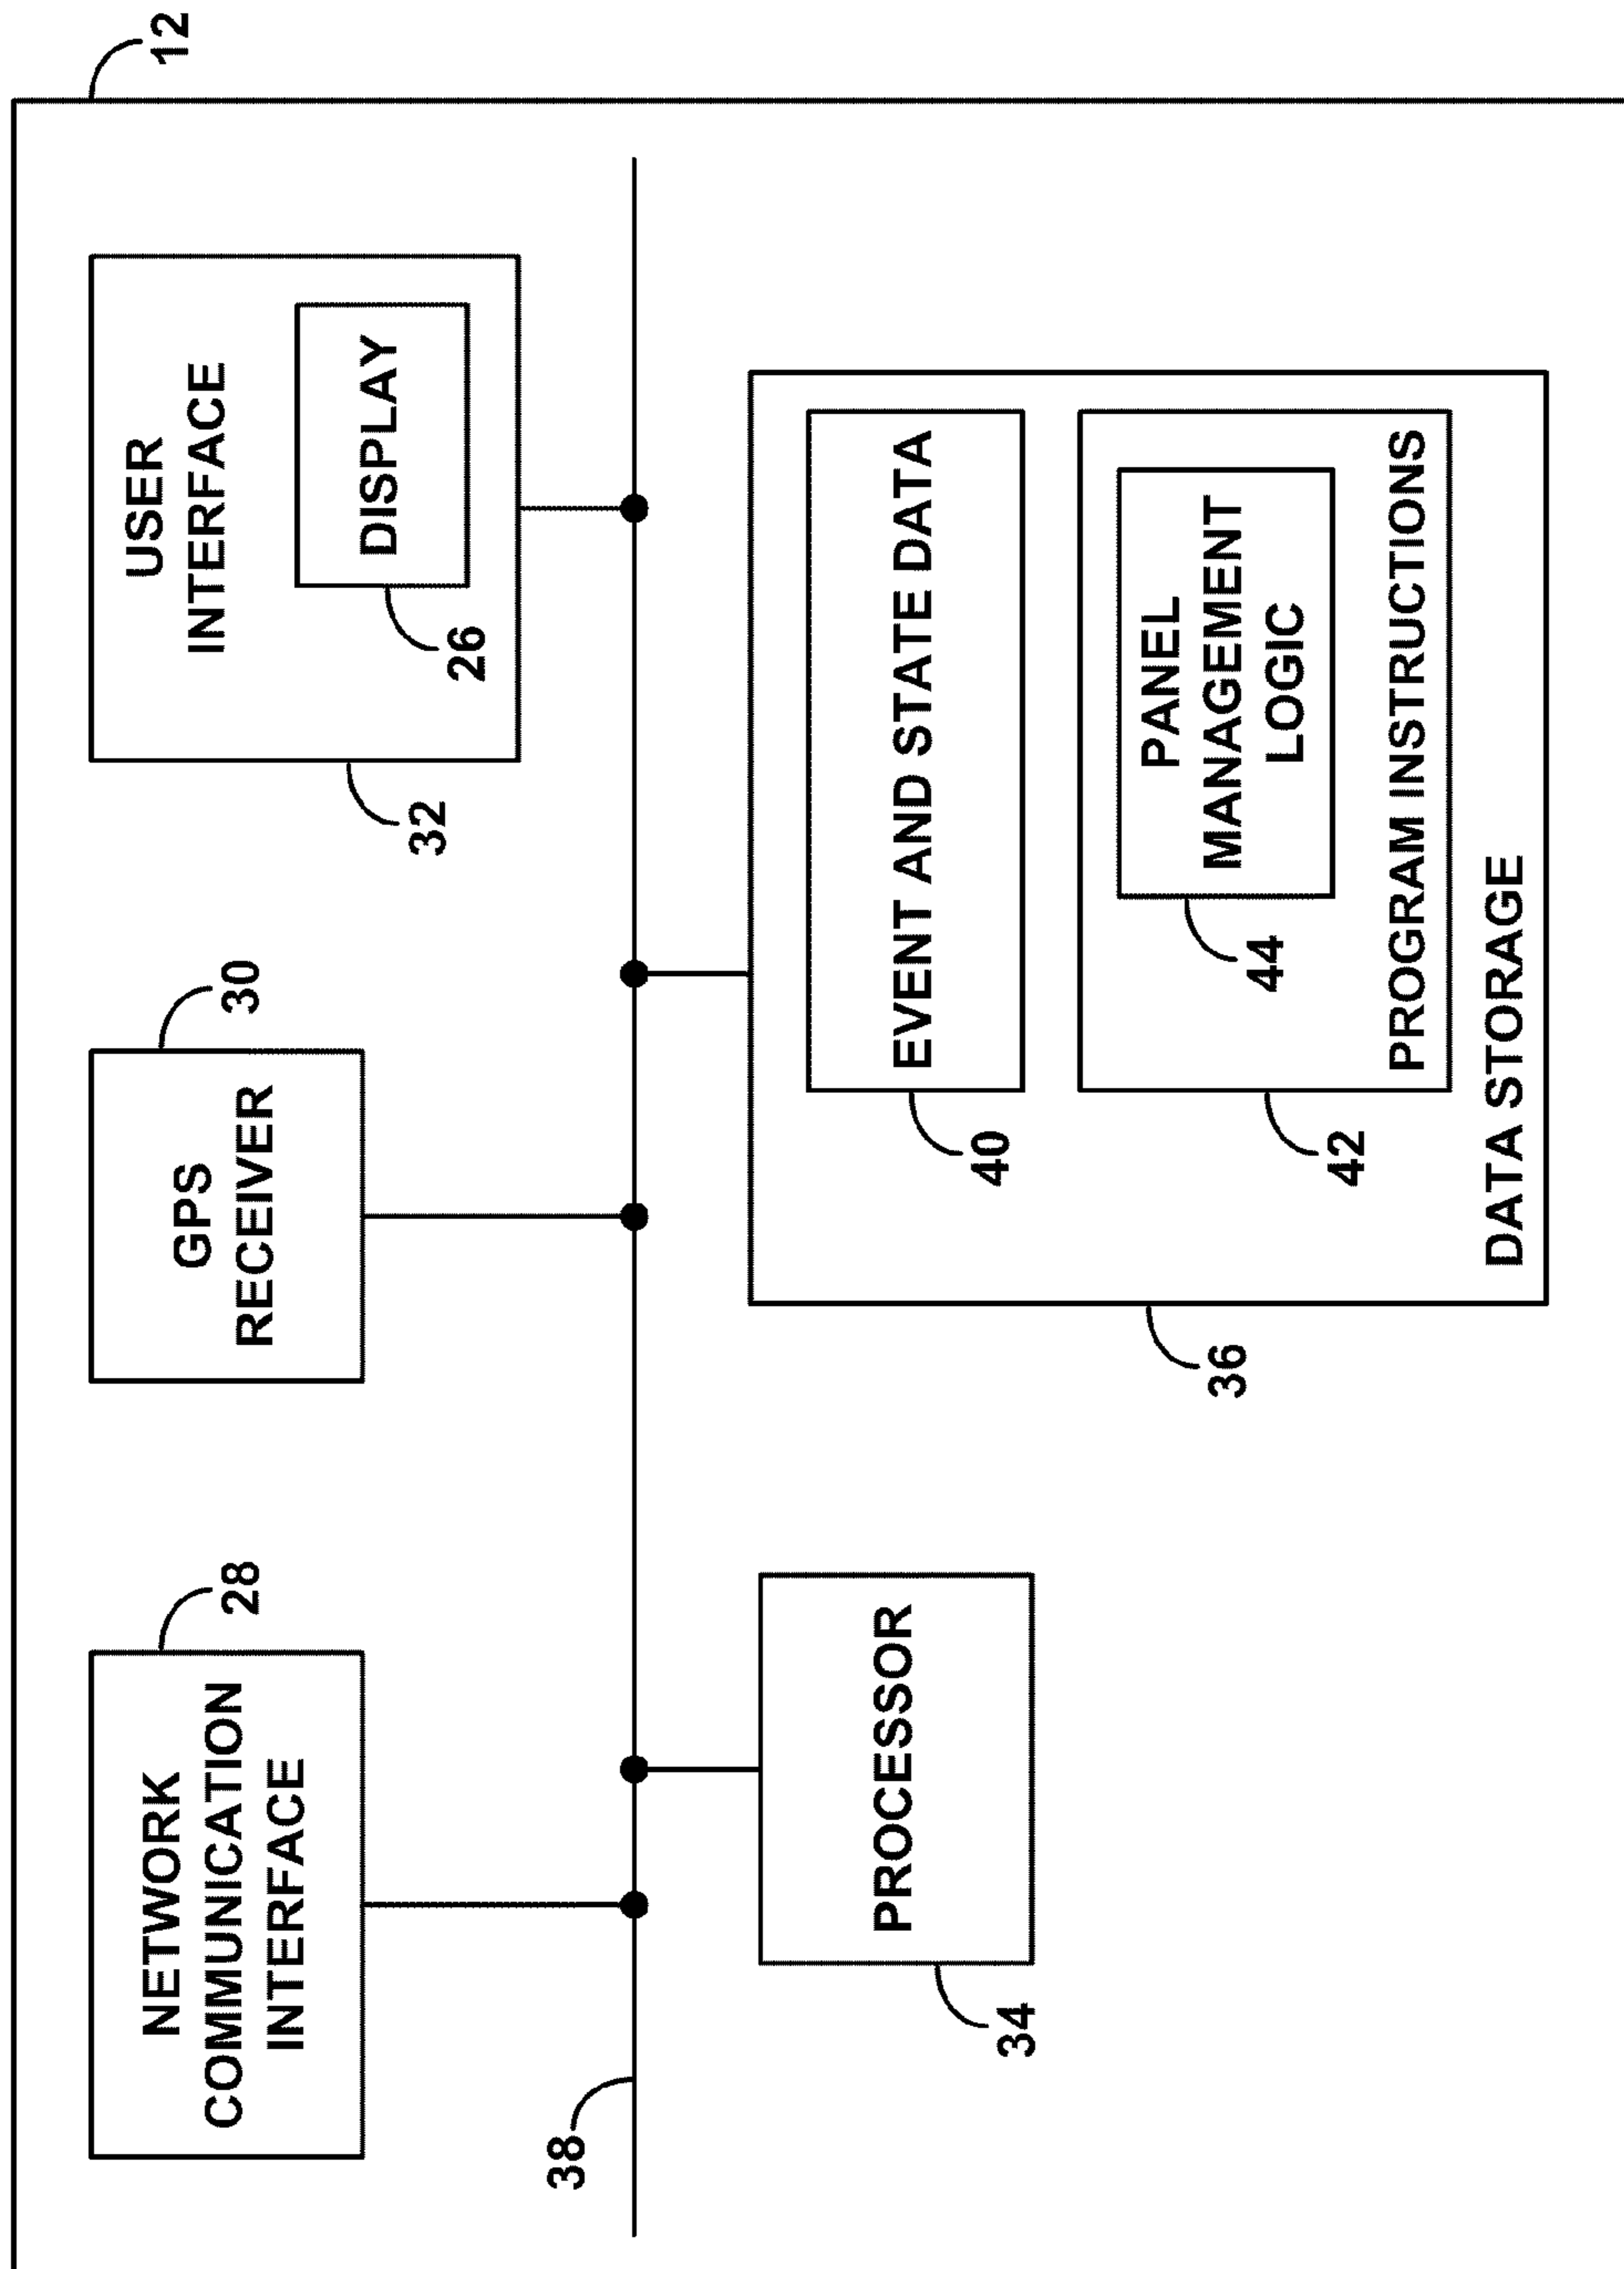 12
NETWORK
COMMUNICATION
INTERFACE
28
GPS
RECEIVER
30
USER
INTERFACE
DISPLAY
26
32
38
PROCESSOR
34
EVENT AND STATE DATA
40
PANEL
MANAGEMENT
LOGIC
44
PROGRAM INSTRUCTIONS
42
DATA STORAGE
36